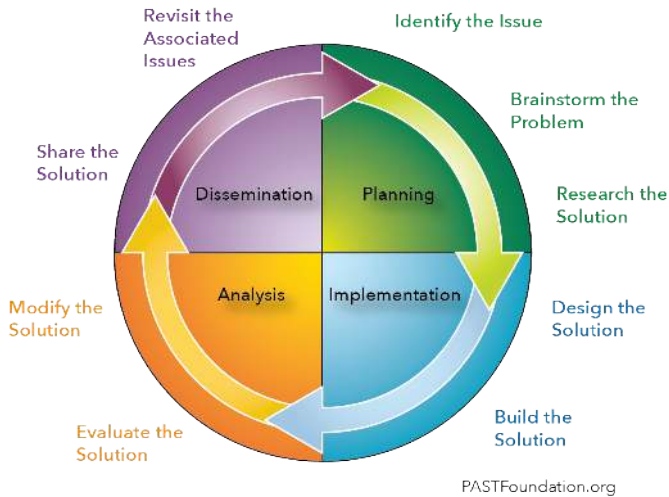 Revisit the
Associated
Issues
Identify the Issue
Brainstorm the
Problem
Share the
Solution
Research the
Solution
Dissemination
Planning
Analysis
Implementation
Modify the
Solution
Design the
Solution
Evaluate the
Solution
Build the
Solution
PASTFoundation.org